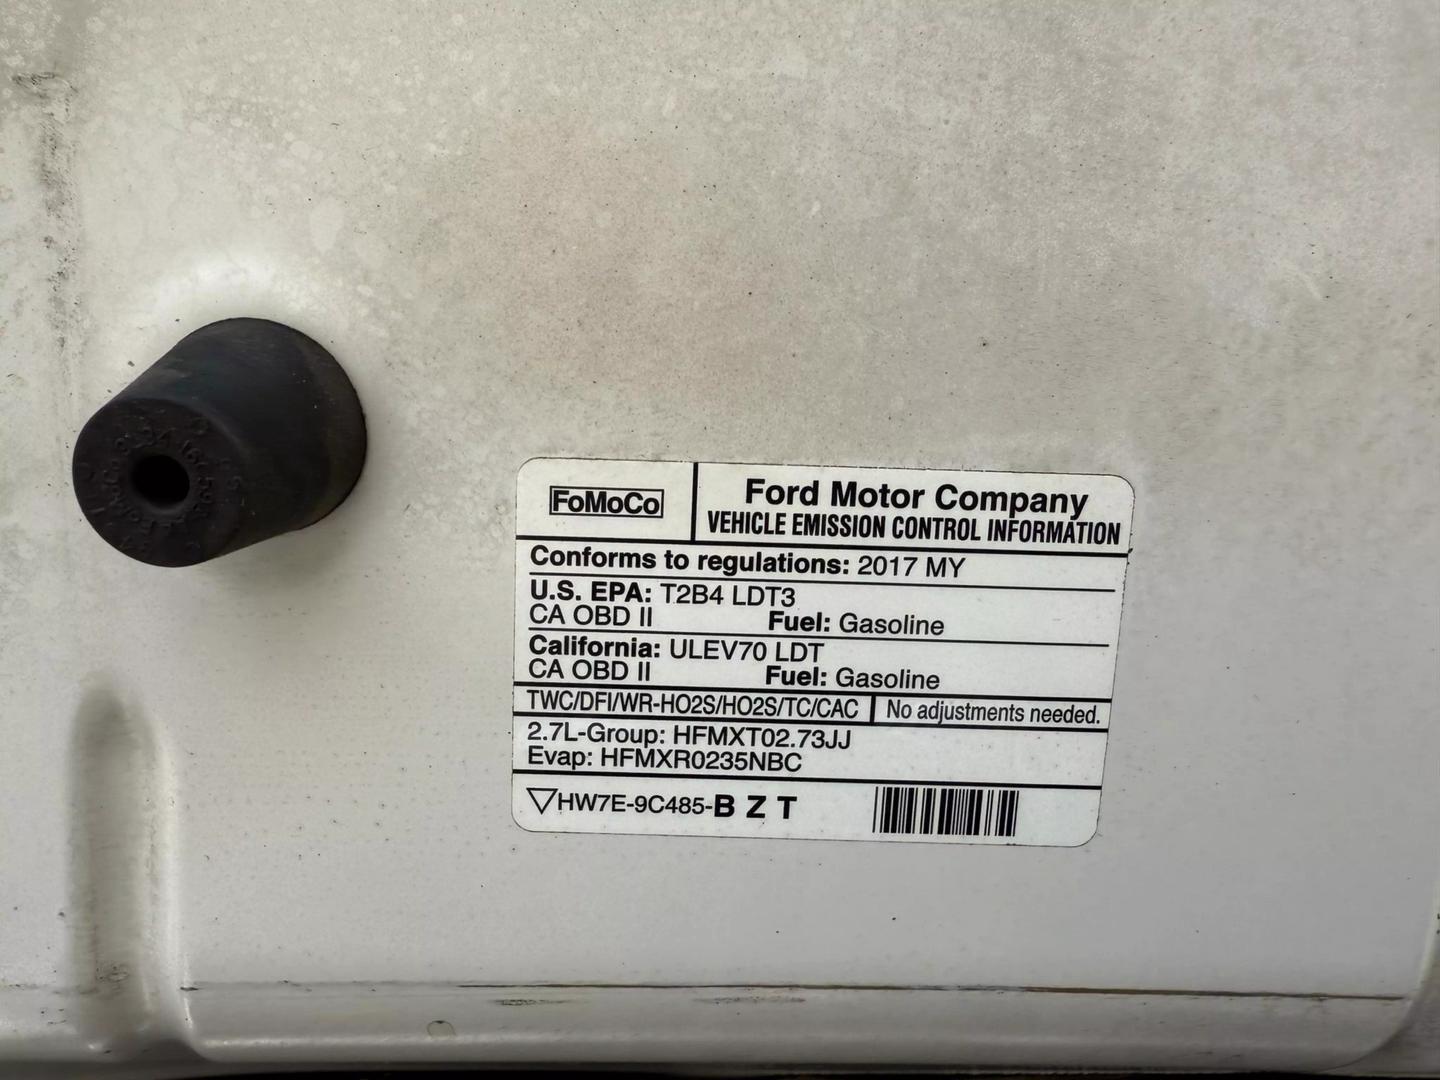 FoMoCo
Ford Motor Company
VEHICLE EMISSION CONTROL INFORMATION
Conforms to regulations: 2017 MY
U.S. EPA: T2B4 LDT3
CA OBD II Fuel: Gasoline
California: ULEV70 LDT
CA OBD II Fuel: Gasoline
TWC/DFI/WR-HO2S/HO2S/TC/CAC No adjustments needed.
2.7L-Group: HFMXT02.73JJ
Evap: HFMXR0235NBC
▽HW7E-9C485-B Z T